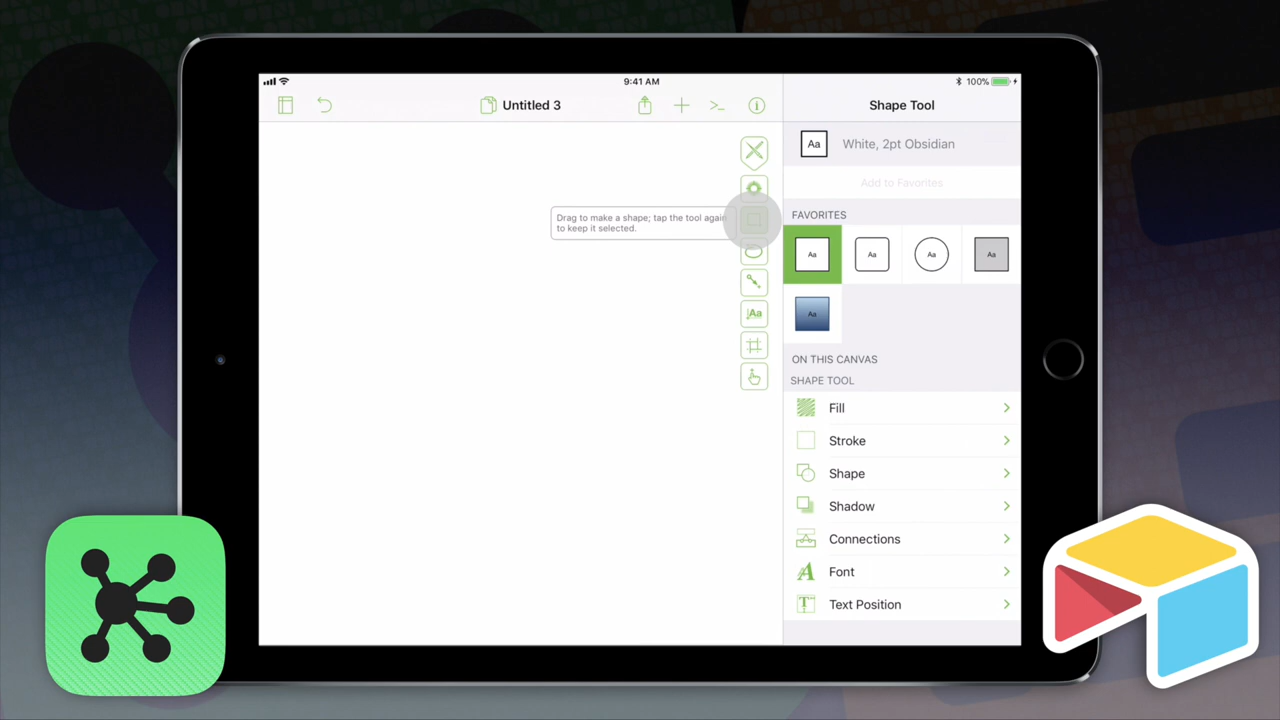 9:41 AM
100%
Untitled 3
Shape Tool
Aa
White, 2pt Obsidian
Add to Favorites
Drag to make a shape; tap the tool again
to keep it selected.
FAVORITES
Aa
Aa
Aa
Aa
Aa
Aa
ON THIS CANVAS
SHAPE TOOL
Fill
Stroke
Shape
Shadow
Connections
A
Font
T
Text Position